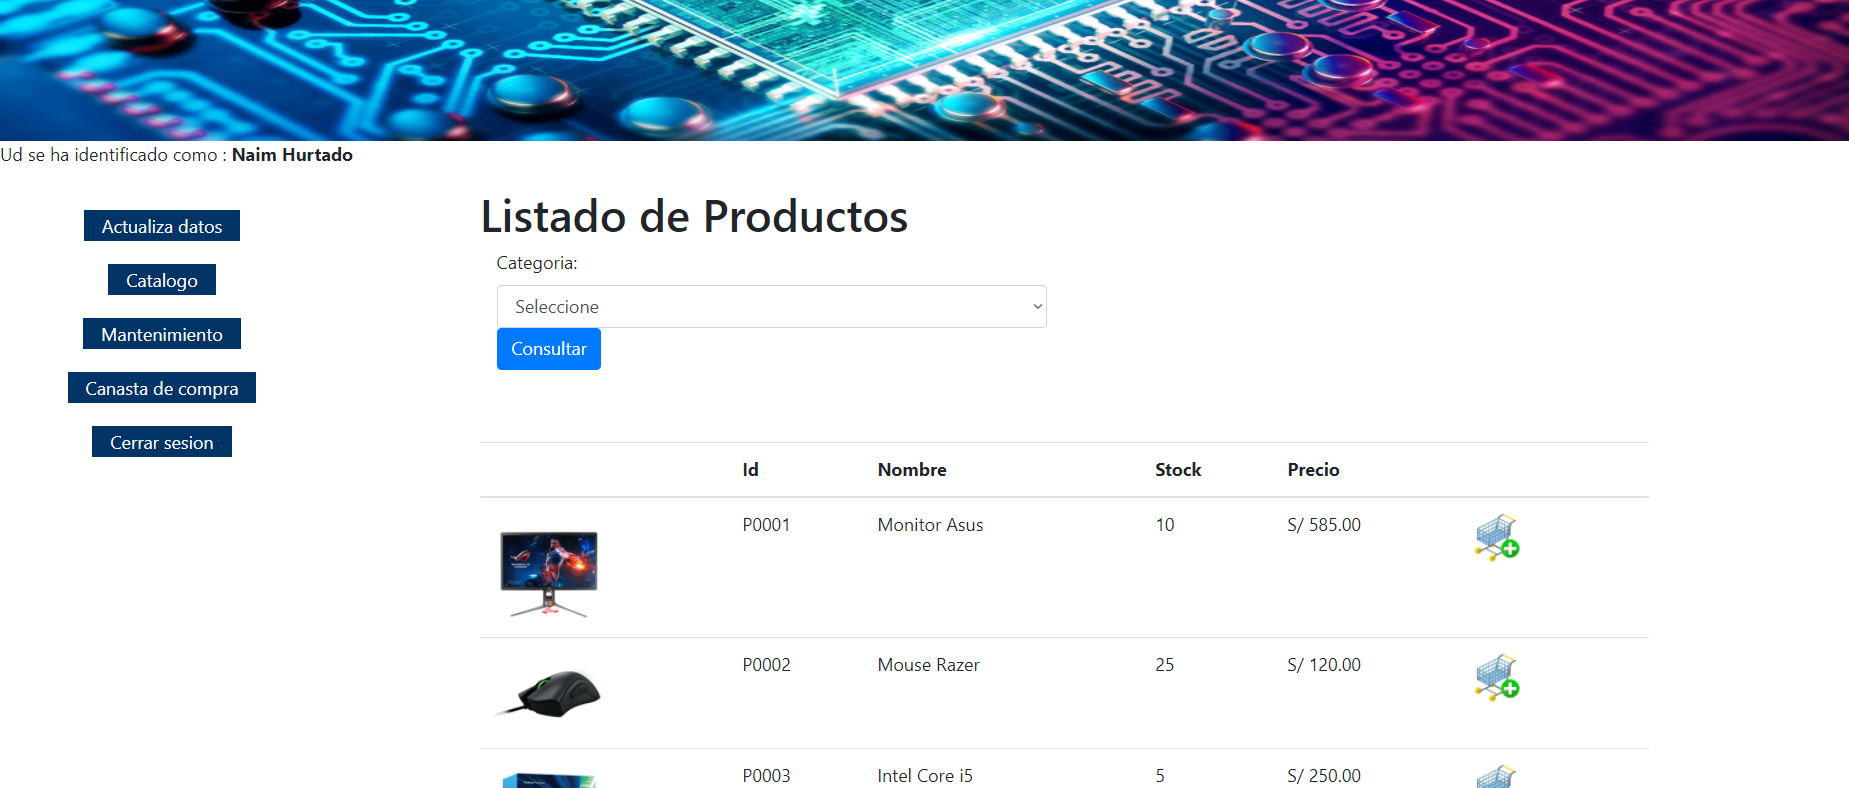 Ud se ha identificado como : Naim Hurtado
Actualiza datos
Catalogo
Mantenimiento
Canasta de compra
Cerrar sesion
Listado de Productos
Categoria:
Seleccione
Consultar
Id Nombre Stock Precio
P0001 Monitor Asus 10 S/ 585.00
P0002 Mouse Razer 25 S/ 120.00
P0003 Intel Core i5 5 S/ 250.00